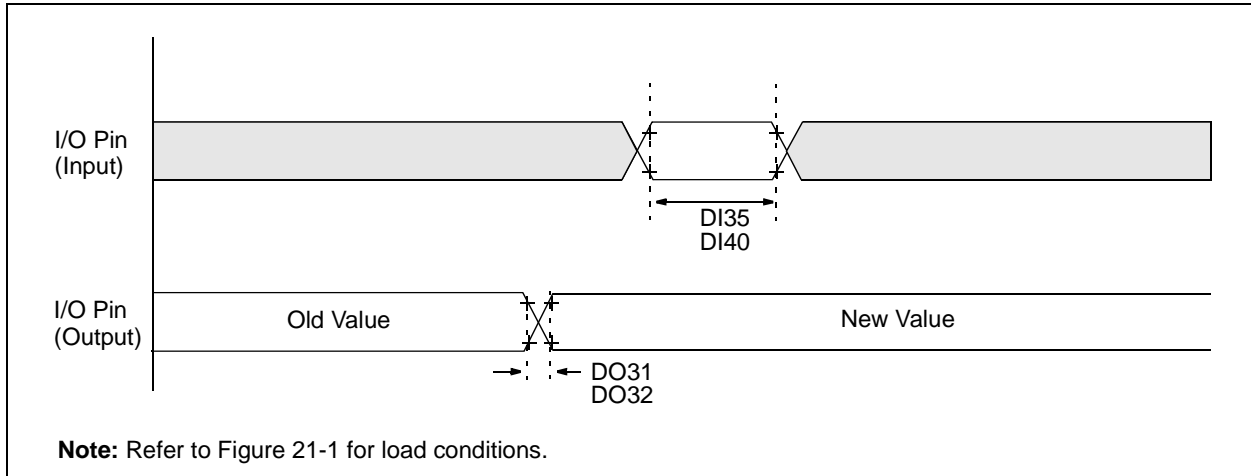 I/O Pin
(Input)
DI35
DI40
I/O Pin
(Output)
Old Value
New Value
DO31
DO32
Note: Refer to Figure 21-1 for load conditions.